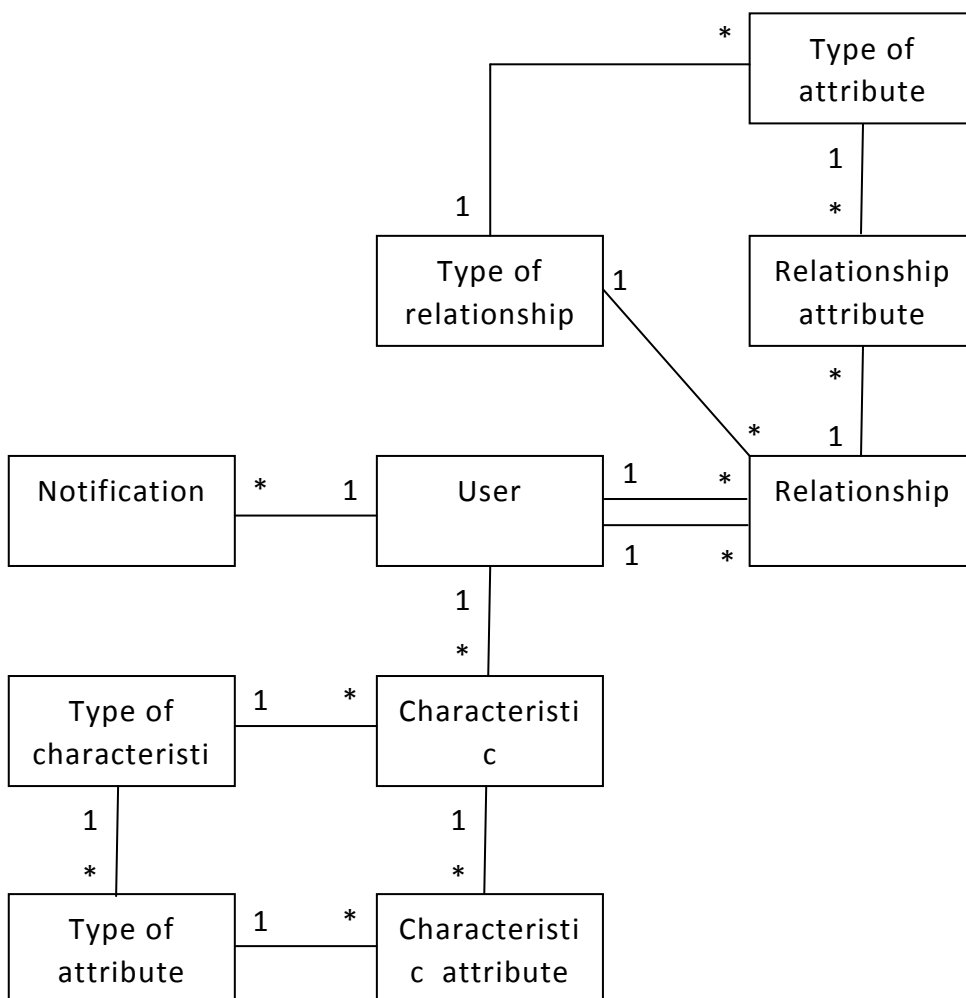 *
Type of
attribute
1
*
1
Type of
relationship
1
Relationship
attribute
*
*
1
Notification
*
1
User
1
*
Relationship
1
*
1
*
Type of
characteristi
1
*
Characteristi
c
1
*
1
*
Type of
attribute
1
*
Characteristi
c attribute